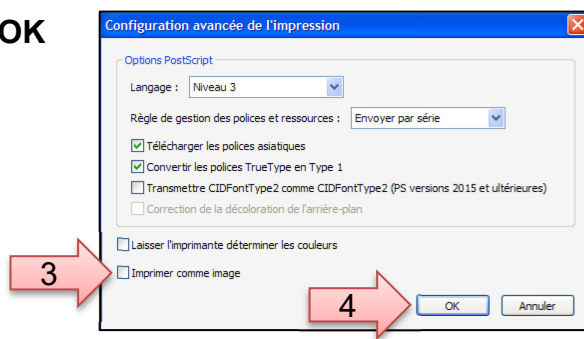 OK
Configuration avancée de l'impression
Options PostScript
Langage : Niveau 3
Règle de gestion des polices et ressources : Envoyer par série
Télécharger les polices asiatiques
Convertir les polices TrueType en Type 1
Transmettre CIDFontType2 comme CIDFontType2 (PS versions 2015 et ultérieures)
Correction de la décoloration de l'arrière-plan
Laisser l'imprimante déterminer les couleurs
3 Imprimer comme image
4 OK Annuler